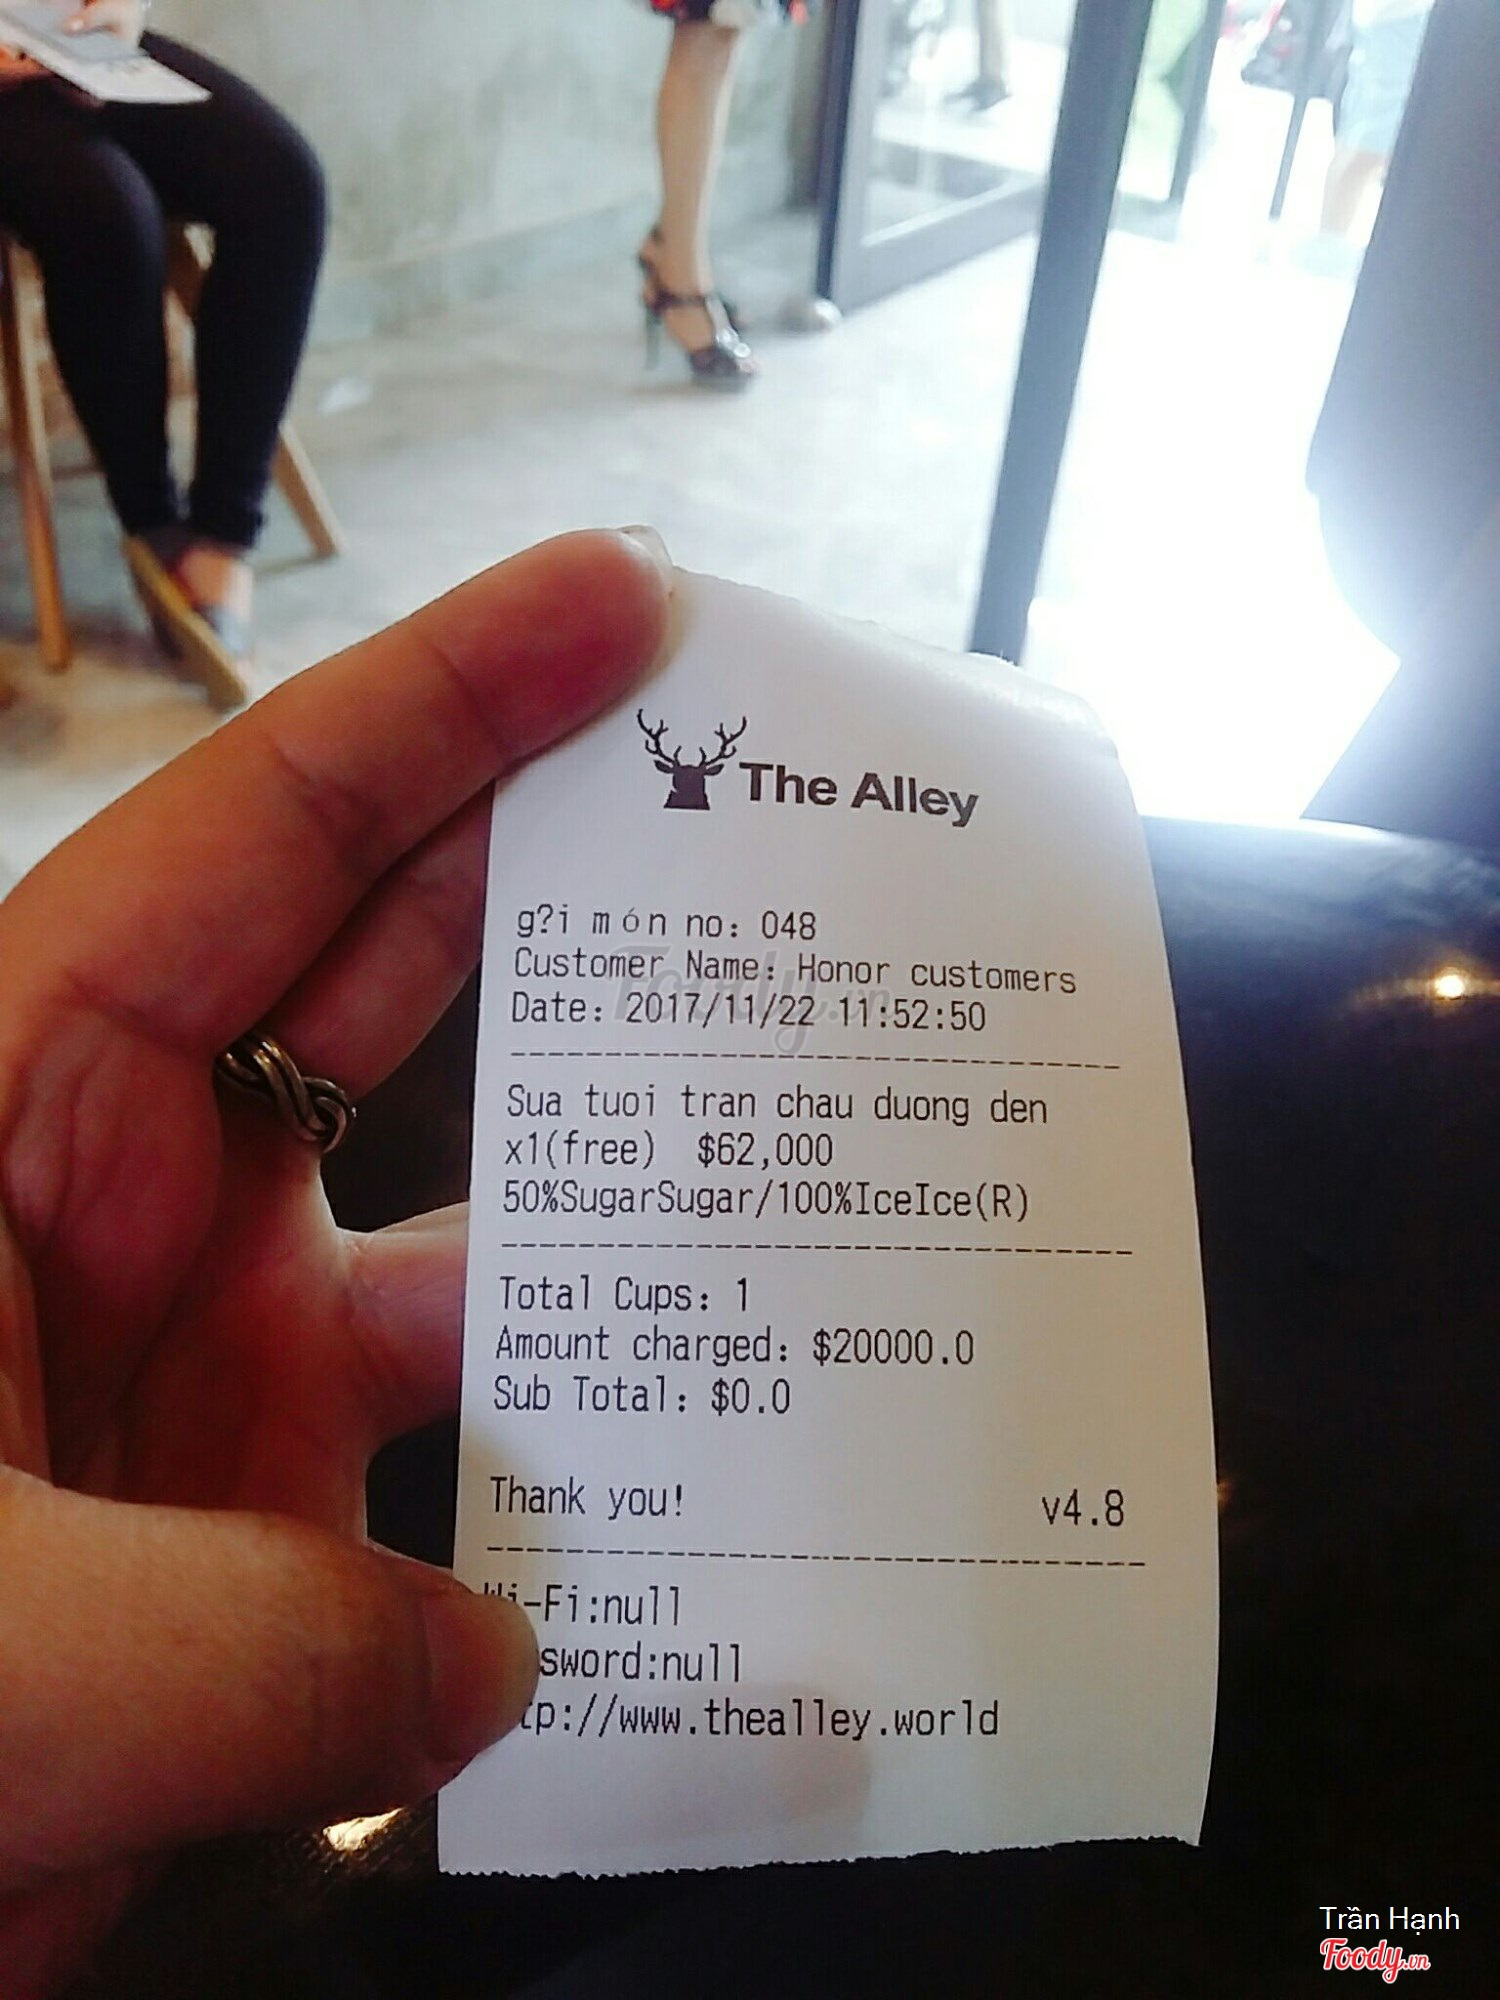 The Alley
g?i món no: 048
Customer Name: Honor customers
Foody.vn
Date: 2017/11/22 11:52:50
Sua tuoi tran chau duong den
x1(free) $62,000
50%SugarSugar/100%IceIce(R)
Total Cups: 1
Amount charged: $20000.0
Sub Total: $0.0
Thank you! v4.8
Wi-Fi:null
sword:null
tp://www.thealley.world
Trần Hạnh
Foody.vn